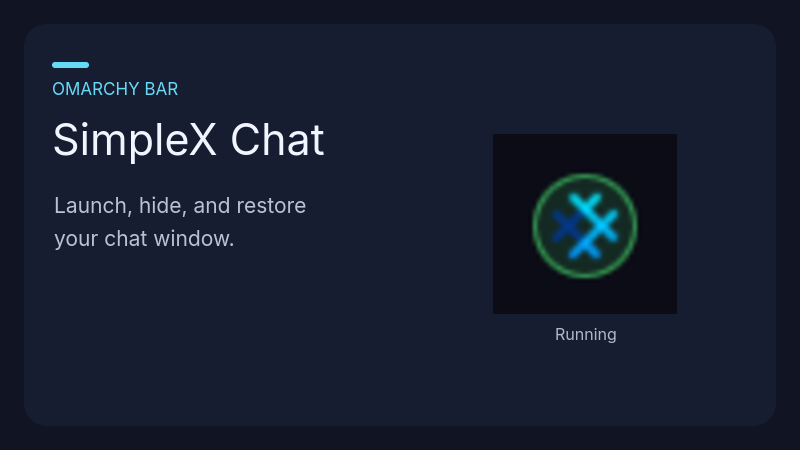 OMARCHY BAR
SimpleX Chat
Launch, hide, and restore
your chat window.
Running